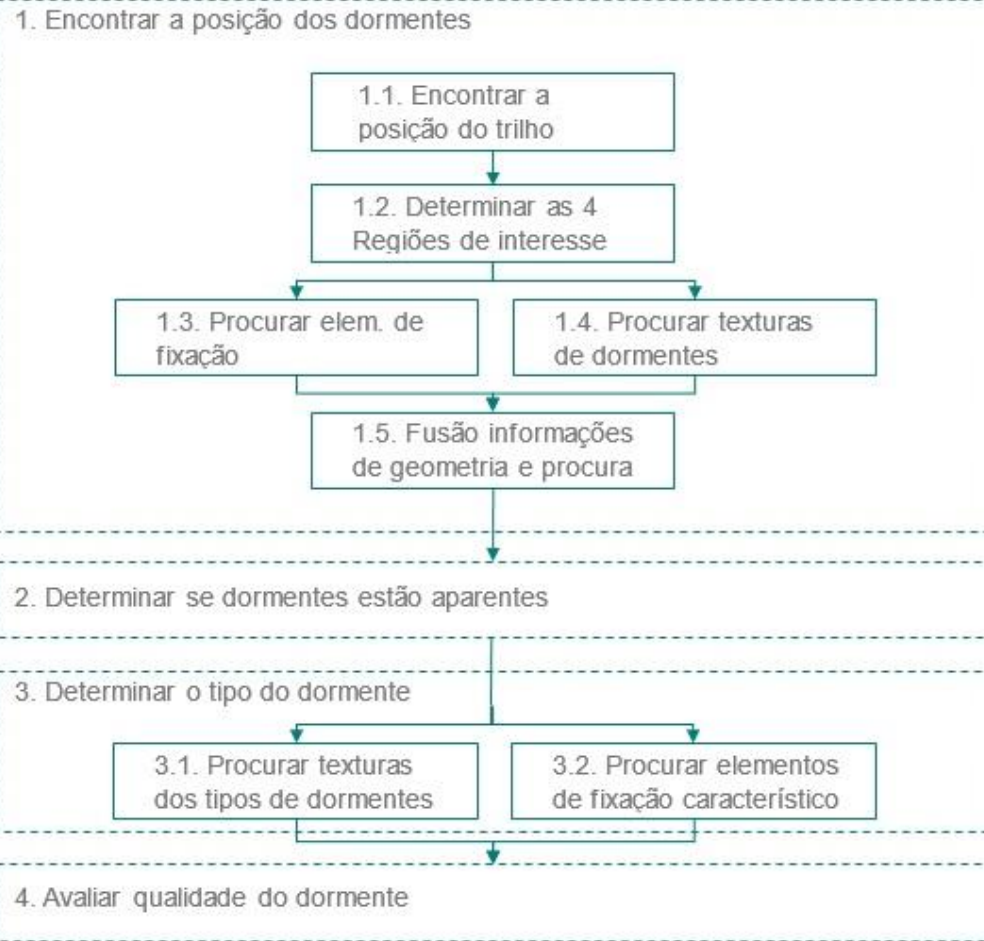 1. Encontrar a posição dos dormentes
1.1. Encontrar a
posição do trilho
1.2. Determinar as 4
Regiões de interesse
1.3. Procurar elem. de
fixação
1.4. Procurar texturas
de dormentes
1.5. Fusão informações
de geometria e procura
2. Determinar se dormentes estão aparentes
3. Determinar o tipo do dormente
3.1. Procurar texturas
dos tipos de dormentes
3.2. Procurar elementos
de fixação característico
4. Avaliar qualidade do dormente